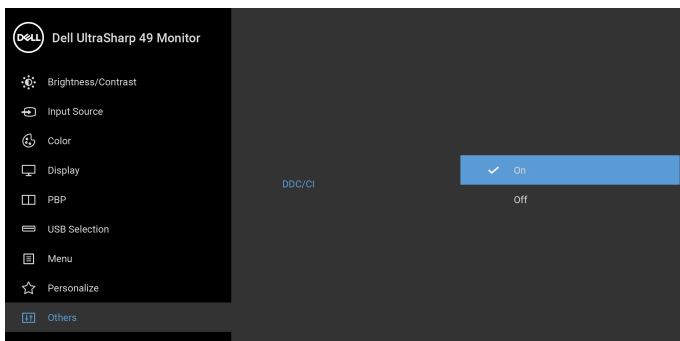 DELL
Dell UltraSharp 49 Monitor
Brightness/Contrast
Input Source
Color
Display
PBP
USB Selection
Menu
Personalize
Others
DDC/CI
On
Off